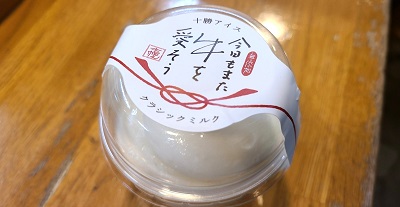 十勝アイス
今日もまた
牛を
愛そう
クラシックミルク